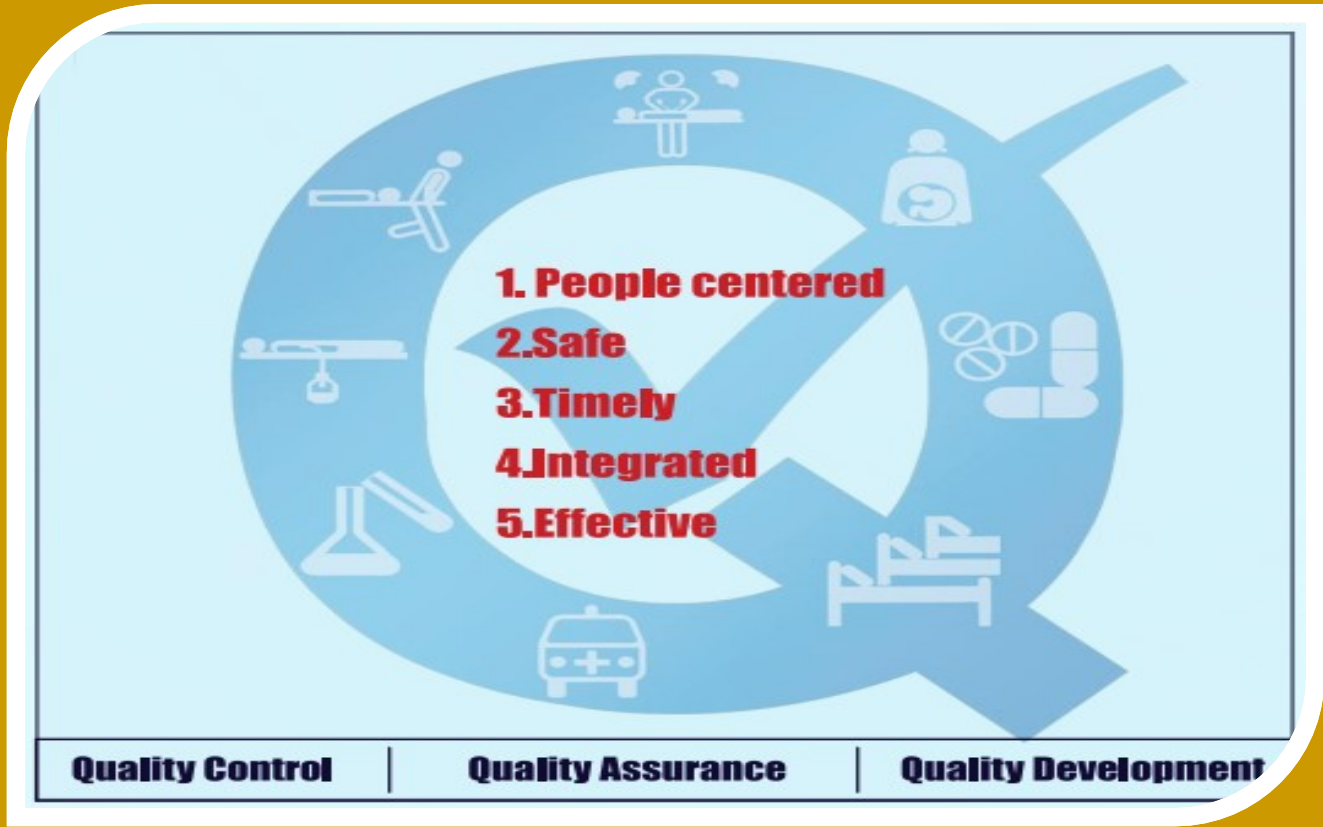 1. People centered
2.Safe
3.Timely
4.Integrated
5.Effective
Quality Control | Quality Assurance | Quality Development